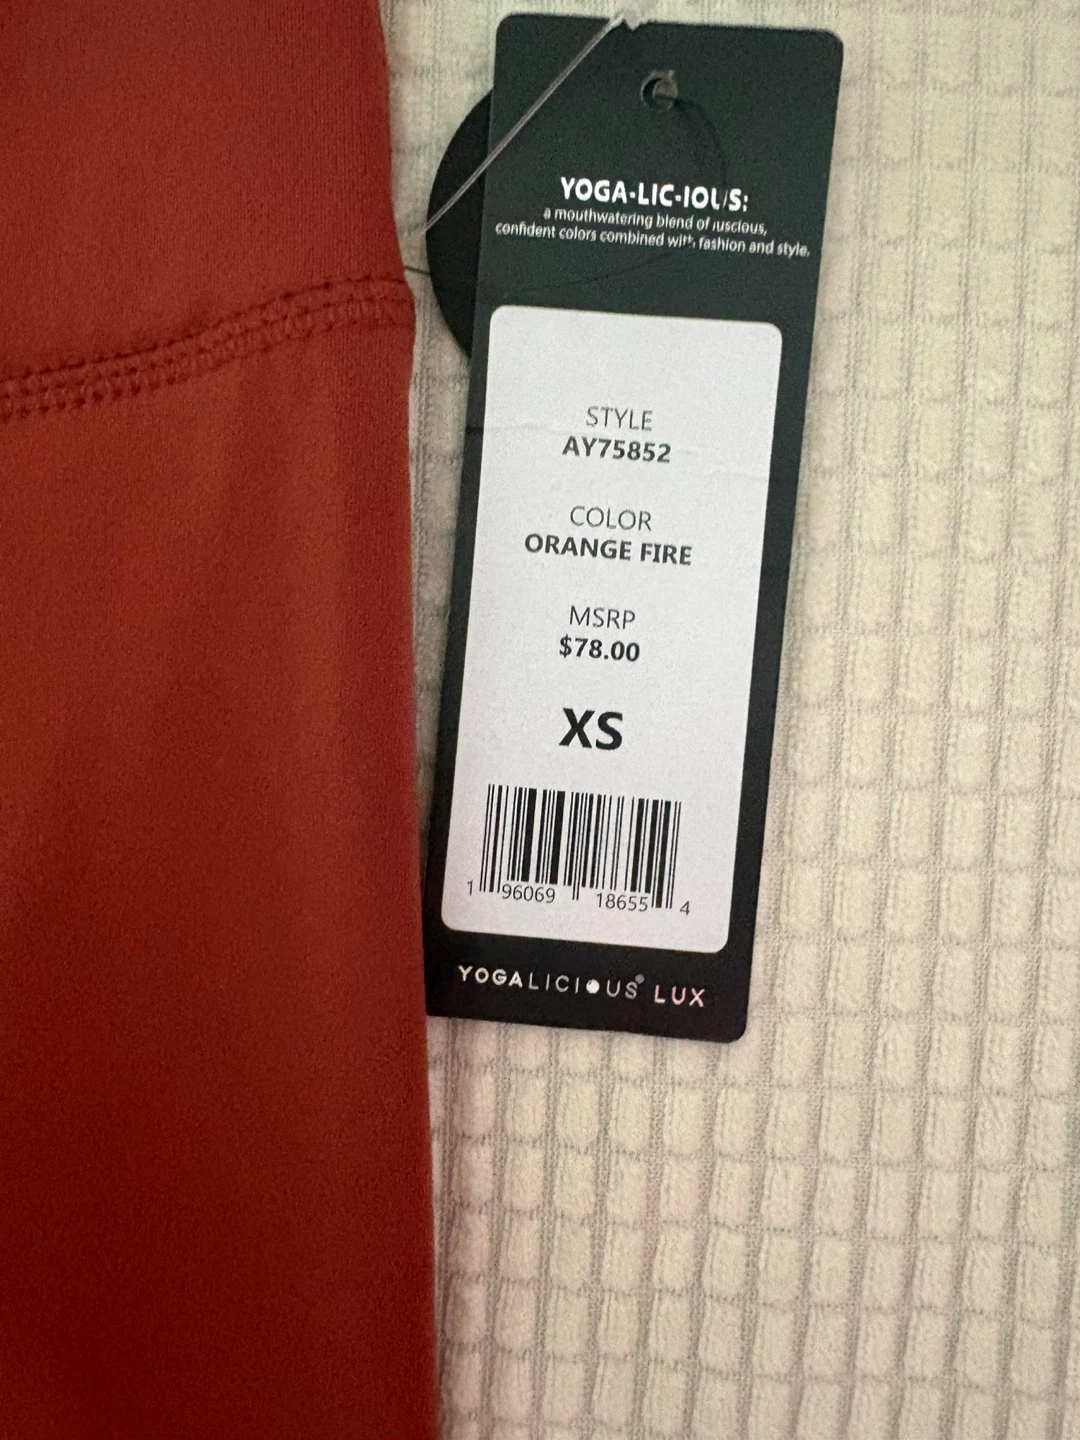 YOGA-LIC-IOUS:
a mouthwatering blend of luscious,
confident colors combined with fashion and style.
STYLE
AY75852
COLOR
ORANGE FIRE
MSRP
$78.00
XS
1 96069 18655 4
YOGALICIOUS® LUX